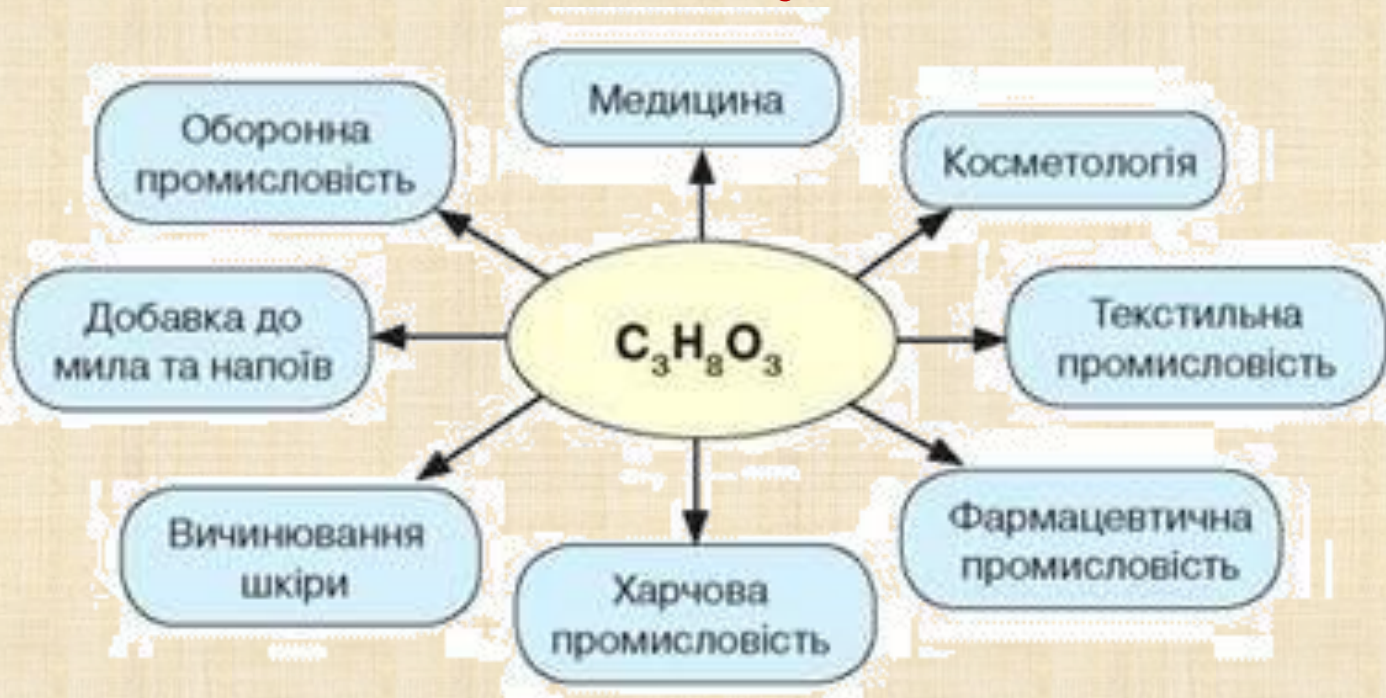 Медицина
Оборонна
промисловість
Косметологія
Добавка до
мила та напоїв
C₃H₈O₃
Текстильна
промисловість
Вичинювання
шкіри
Харчова
промисловість
Фармацевтична
промисловість